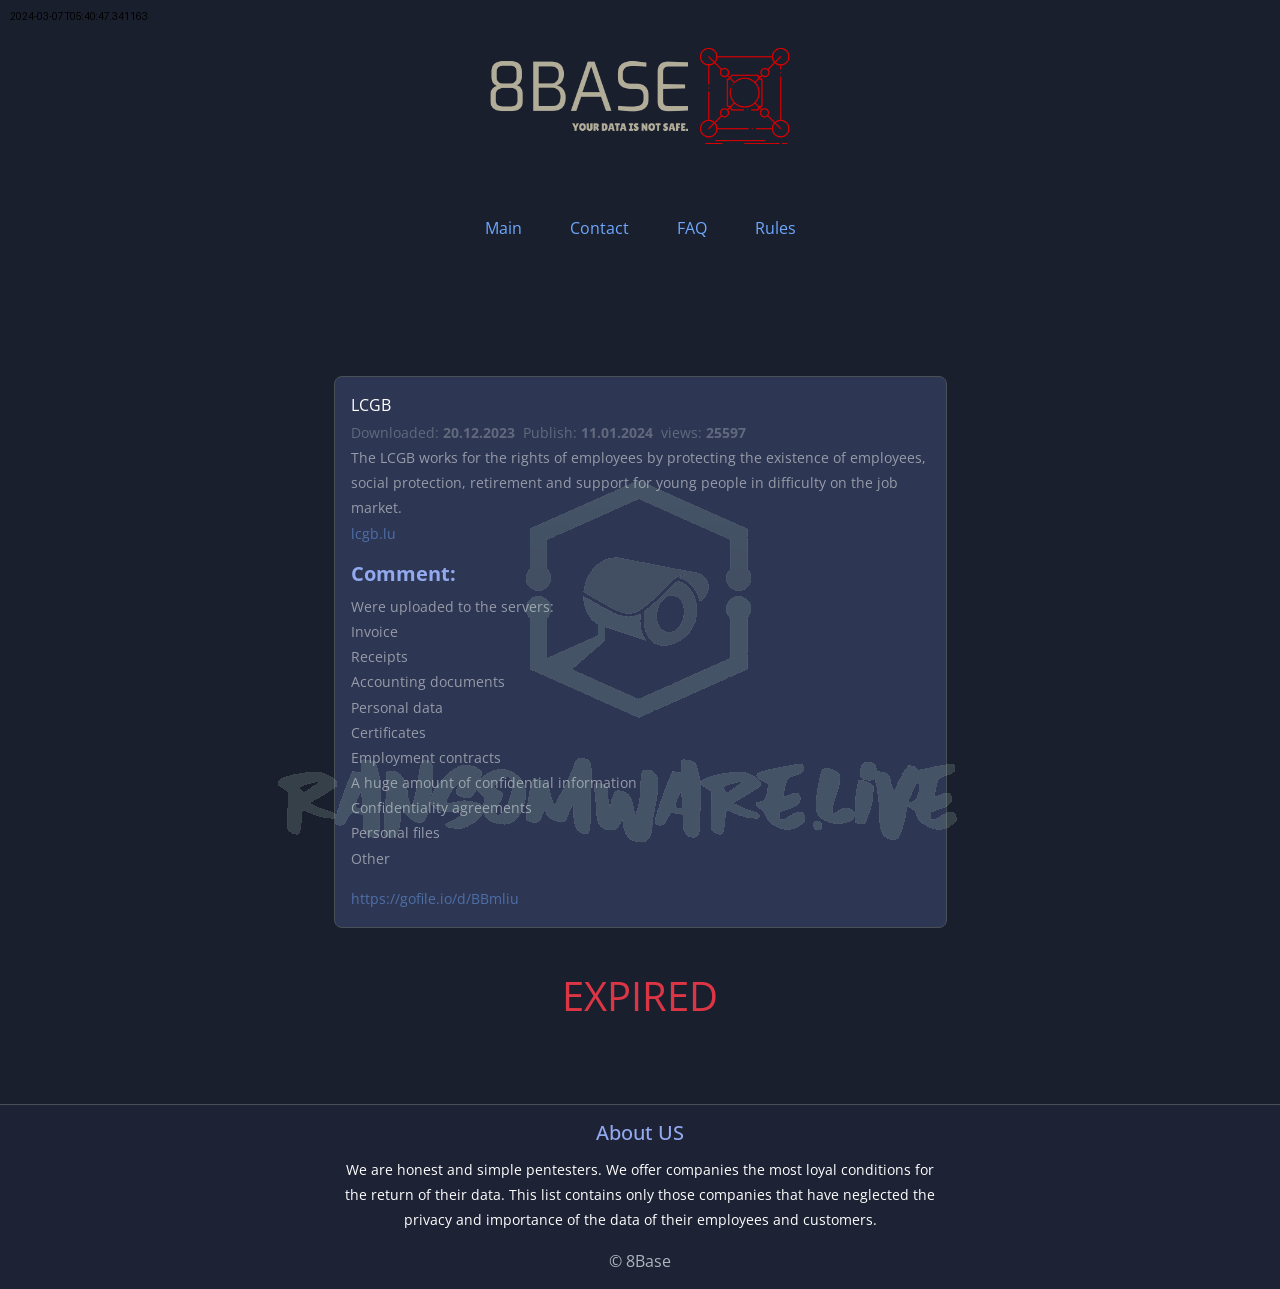 2024-03-07T05:40:47.341163
8BASE
YOUR DATA IS NOT SAFE.
Main Contact FAQ Rules
LCGB
Downloaded: 20.12.2023 Publish: 11.01.2024 views: 25597
The LCGB works for the rights of employees by protecting the existence of employees,
social protection, retirement and support for young people in difficulty on the job
market.
lcgb.lu
Comment:
Were uploaded to the servers:
Invoice
Receipts
Accounting documents
Personal data
Certificates
Employment contracts
A huge amount of confidential information
RANSOMWARE.LIVE
Confidentiality agreements
Personal files
Other
https://gofile.io/d/BBmliu
EXPIRED
About US
We are honest and simple pentesters. We offer companies the most loyal conditions for
the return of their data. This list contains only those companies that have neglected the
privacy and importance of the data of their employees and customers.
© 8Base